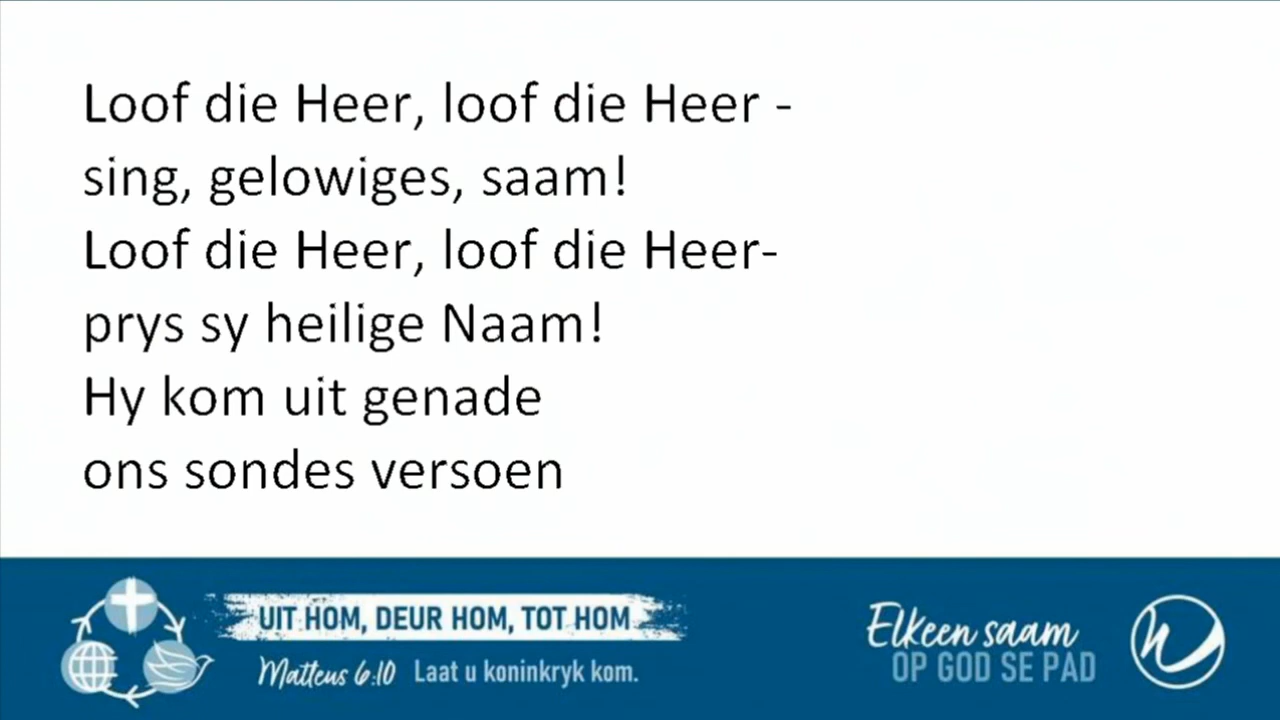 Loof die Heer, loof die Heer -
sing, gelowiges, saam!
Loof die Heer, loof die Heer-
prys sy heilige Naam!
Hy kom uit genade
ons sondes versoen
UIT HOM, DEUR HOM, TOT HOM
Matteus 6:10 Laat u koninkryk kom.
Elkeen saam
OP GOD SE PAD